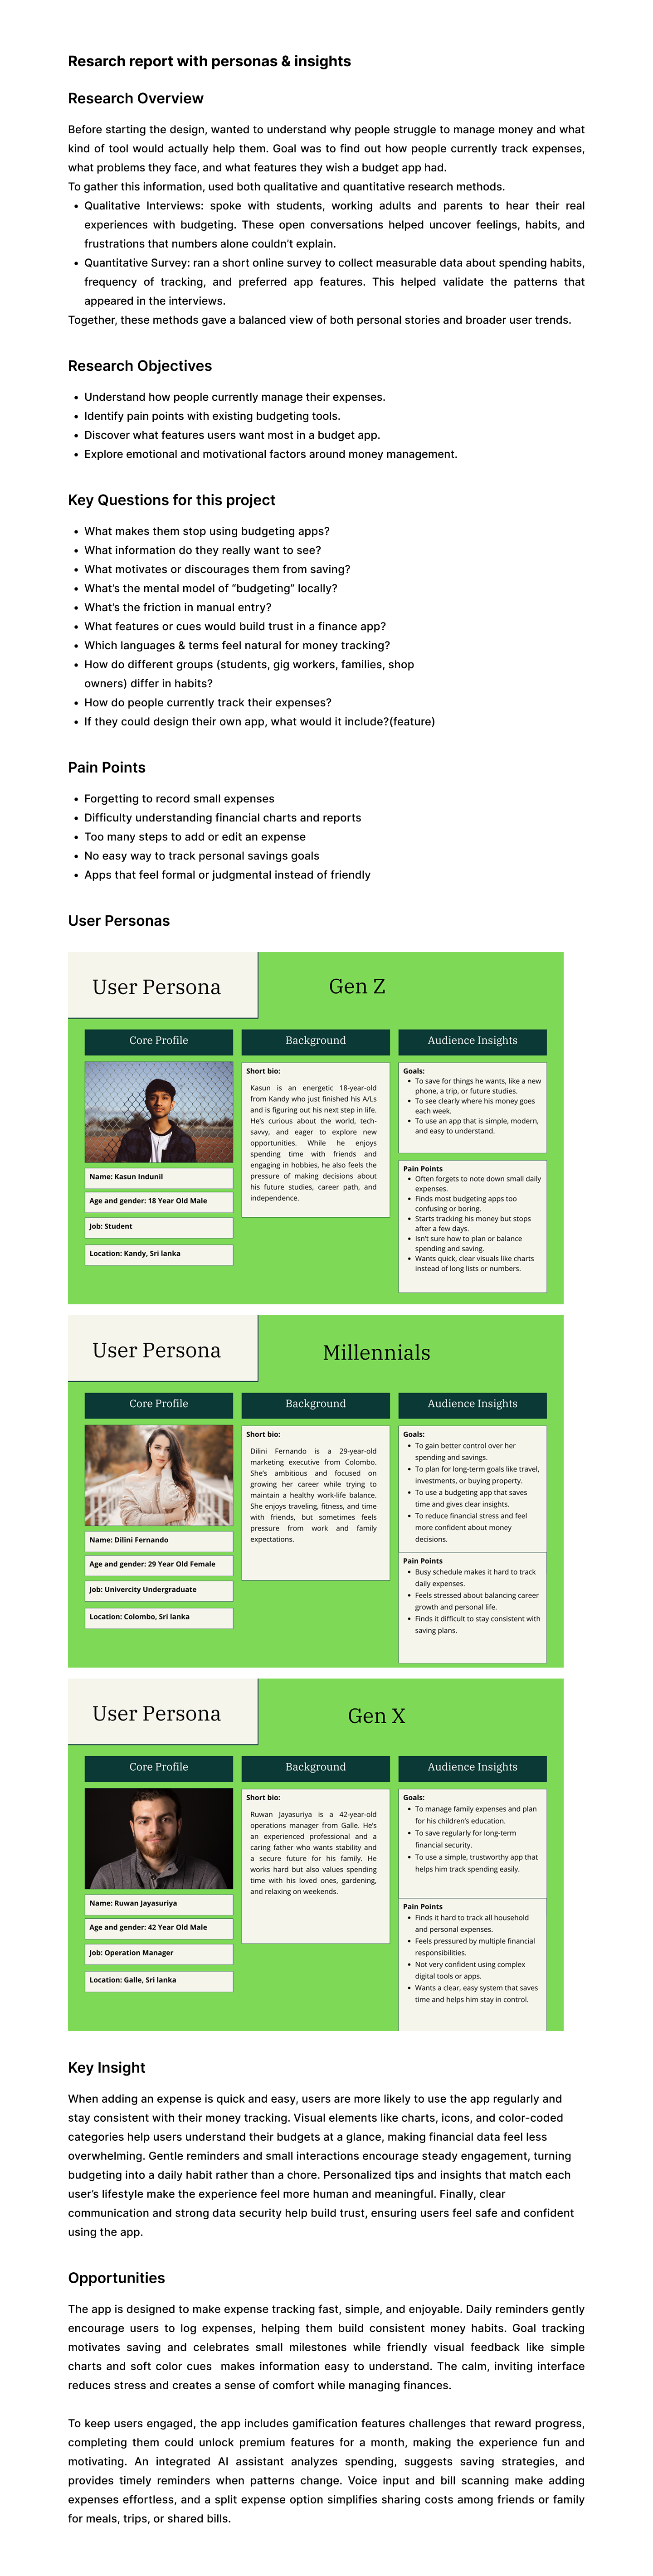 Resarch report with personas & insights
Research Overview
Before starting the design, wanted to understand why people struggle to manage money and what
kind of tool would actually help them. Goal was to find out how people currently track expenses,
what problems they face, and what features they wish a budget app had.
To gather this information, used both qualitative and quantitative research methods.
• Qualitative Interviews: spoke with students, working adults and parents to hear their real
experiences with budgeting. These open conversations helped uncover feelings, habits, and
frustrations that numbers alone couldn't explain.
• Quantitative Survey: ran a short online survey to collect measurable data about spending habits,
frequency of tracking, and preferred app features. This helped validate the patterns that
appeared in the interviews.
Together, these methods gave a balanced view of both personal stories and broader user trends.
Research Objectives
• Understand how people currently manage their expenses.
• Identify pain points with existing budgeting tools.
• Discover what features users want most in a budget app.
• Explore emotional and motivational factors around money management.
Key Questions for this project
• What makes them stop using budgeting apps?
• What information do they really want to see?
• What motivates or discourages them from saving?
• What's the mental model of "budgeting" locally?
• What's the friction in manual entry?
• What features or cues would build trust in a finance app?
• Which languages & terms feel natural for money tracking?
• How do different groups (students, gig workers, families, shop
owners) differ in habits?
• How do people currently track their expenses?
• If they could design their own app, what would it include?(feature)
Pain Points
• Forgetting to record small expenses
• Difficulty understanding financial charts and reports
• Too many steps to add or edit an expense
• No easy way to track personal savings goals
• Apps that feel formal or judgmental instead of friendly
User Personas
User Persona
Gen Z
Core Profile
Name: Kasun Indunil
Age and gender: 18 Year Old Male
Job: Student
Location: Kandy, Sri lanka
Background
Short bio:
Kasun is an energetic 18-year-old
from Kandy who just finished his A/Ls
and is figuring out his next step in life.
He's curious about the world, tech-
savvy, and eager to explore new
opportunities. While he enjoys
spending time with friends and
engaging in hobbies, he also feels the
pressure of making decisions about
his future studies, career path, and
independence.
Audience Insights
Goals:
• To save for things he wants, like a new
phone, a trip, or future studies.
• To see clearly where his money goes
each week.
• To use an app that is simple, modern,
and easy to understand.
Pain Points
• Often forgets to note down small daily
expenses.
• Finds most budgeting apps too
confusing or boring.
• Starts tracking his money but stops
after a few days.
• Isn't sure how to plan or balance
spending and saving.
• Wants quick, clear visuals like charts
instead of long lists or numbers.
User Persona
Millennials
Core Profile
Name: Dilini Fernando
Age and gender: 29 Year Old Female
Job: Univercity Undergraduate
Location: Colombo, Sri lanka
Background
Short bio:
Dilini Fernando is a 29-year-old
marketing executive from Colombo.
She's ambitious and focused on
growing her career while trying to
maintain a healthy work-life balance.
She enjoys traveling, fitness, and time
with friends, but sometimes feels
pressure from work and family
expectations.
Audience Insights
Goals:
• To gain better control over her
spending and savings.
• To plan for long-term goals like travel,
investments, or buying property.
• To use a budgeting app that saves
time and gives clear insights.
• To reduce financial stress and feel
more confident about money
decisions.
Pain Points
• Busy schedule makes it hard to track
daily expenses.
• Feels stressed about balancing career
growth and personal life.
• Finds it difficult to stay consistent with
saving plans.
User Persona
Gen X
Core Profile
Name: Ruwan Jayasuriya
Age and gender: 42 Year Old Male
Job: Operation Manager
Location: Galle, Sri lanka
Background
Short bio:
Ruwan Jayasuriya is a 42-year-old
operations manager from Galle. He's
an experienced professional and a
caring father who wants stability and
a secure future for his family. He
works hard but also values spending
time with his loved ones, gardening,
and relaxing on weekends.
Audience Insights
Goals:
• To manage family expenses and plan
for his children's education.
• To save regularly for long-term
financial security.
• To use a simple, trustworthy app that
helps him track spending easily.
Pain Points
• Finds it hard to track all household
and personal expenses.
• Feels pressured by multiple financial
responsibilities.
• Not very confident using complex
digital tools or apps.
• Wants a clear, easy system that saves
time and helps him stay in control.
Key Insight
When adding an expense is quick and easy, users are more likely to use the app regularly and
stay consistent with their money tracking. Visual elements like charts, icons, and color-coded
categories help users understand their budgets at a glance, making financial data feel less
overwhelming. Gentle reminders and small interactions encourage steady engagement, turning
budgeting into a daily habit rather than a chore. Personalized tips and insights that match each
user's lifestyle make the experience feel more human and meaningful. Finally, clear
communication and strong data security help build trust, ensuring users feel safe and confident
using the app.
Opportunities
The app is designed to make expense tracking fast, simple, and enjoyable. Daily reminders gently
encourage users to log expenses, helping them build consistent money habits. Goal tracking
motivates saving and celebrates small milestones while friendly visual feedback like simple
charts and soft color cues makes information easy to understand. The calm, inviting interface
reduces stress and creates a sense of comfort while managing finances.
To keep users engaged, the app includes gamification features challenges that reward progress,
completing them could unlock premium features for a month, making the experience fun and
motivating. An integrated AI assistant analyzes spending, suggests saving strategies, and
provides timely reminders when patterns change. Voice input and bill scanning make adding
expenses effortless, and a split expense option simplifies sharing costs among friends or family
for meals, trips, or shared bills.